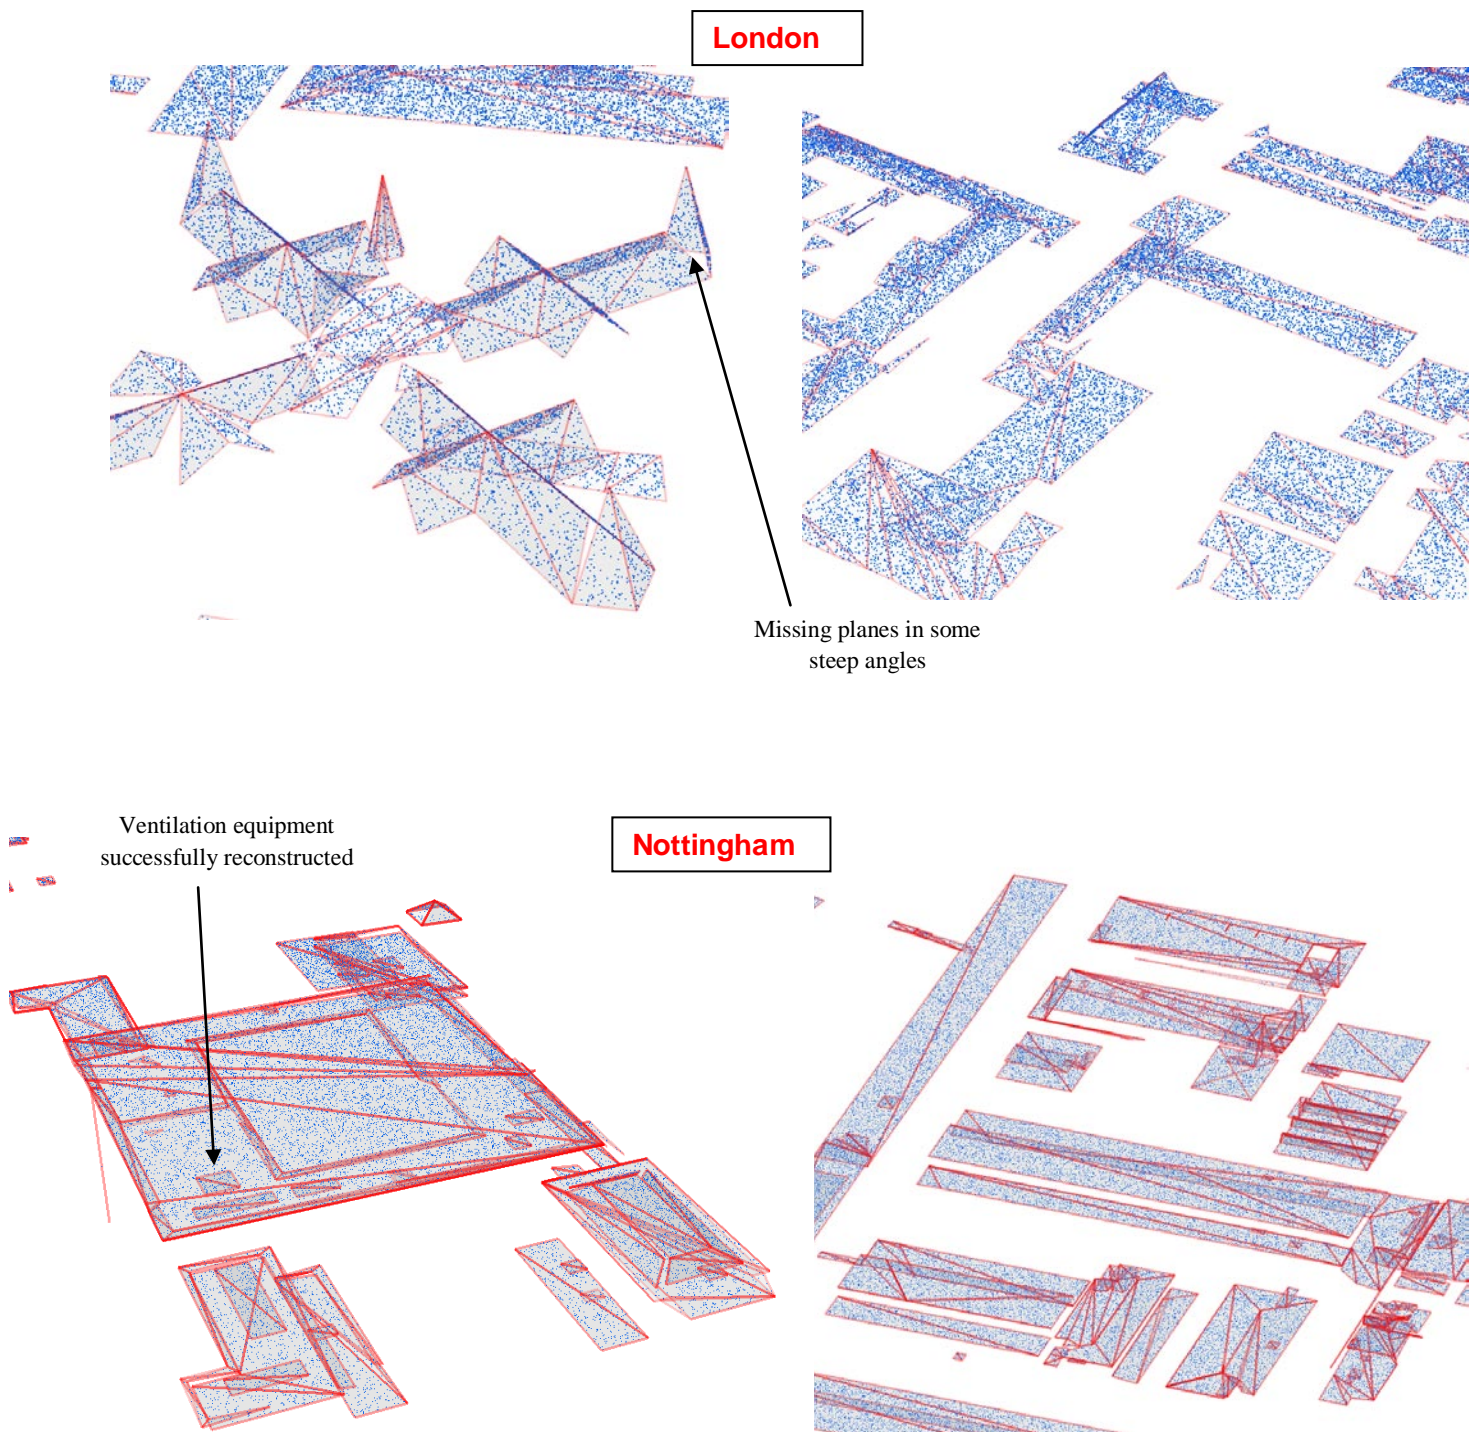 London
Missing planes in some
steep angles
Ventilation equipment
successfully reconstructed
Nottingham